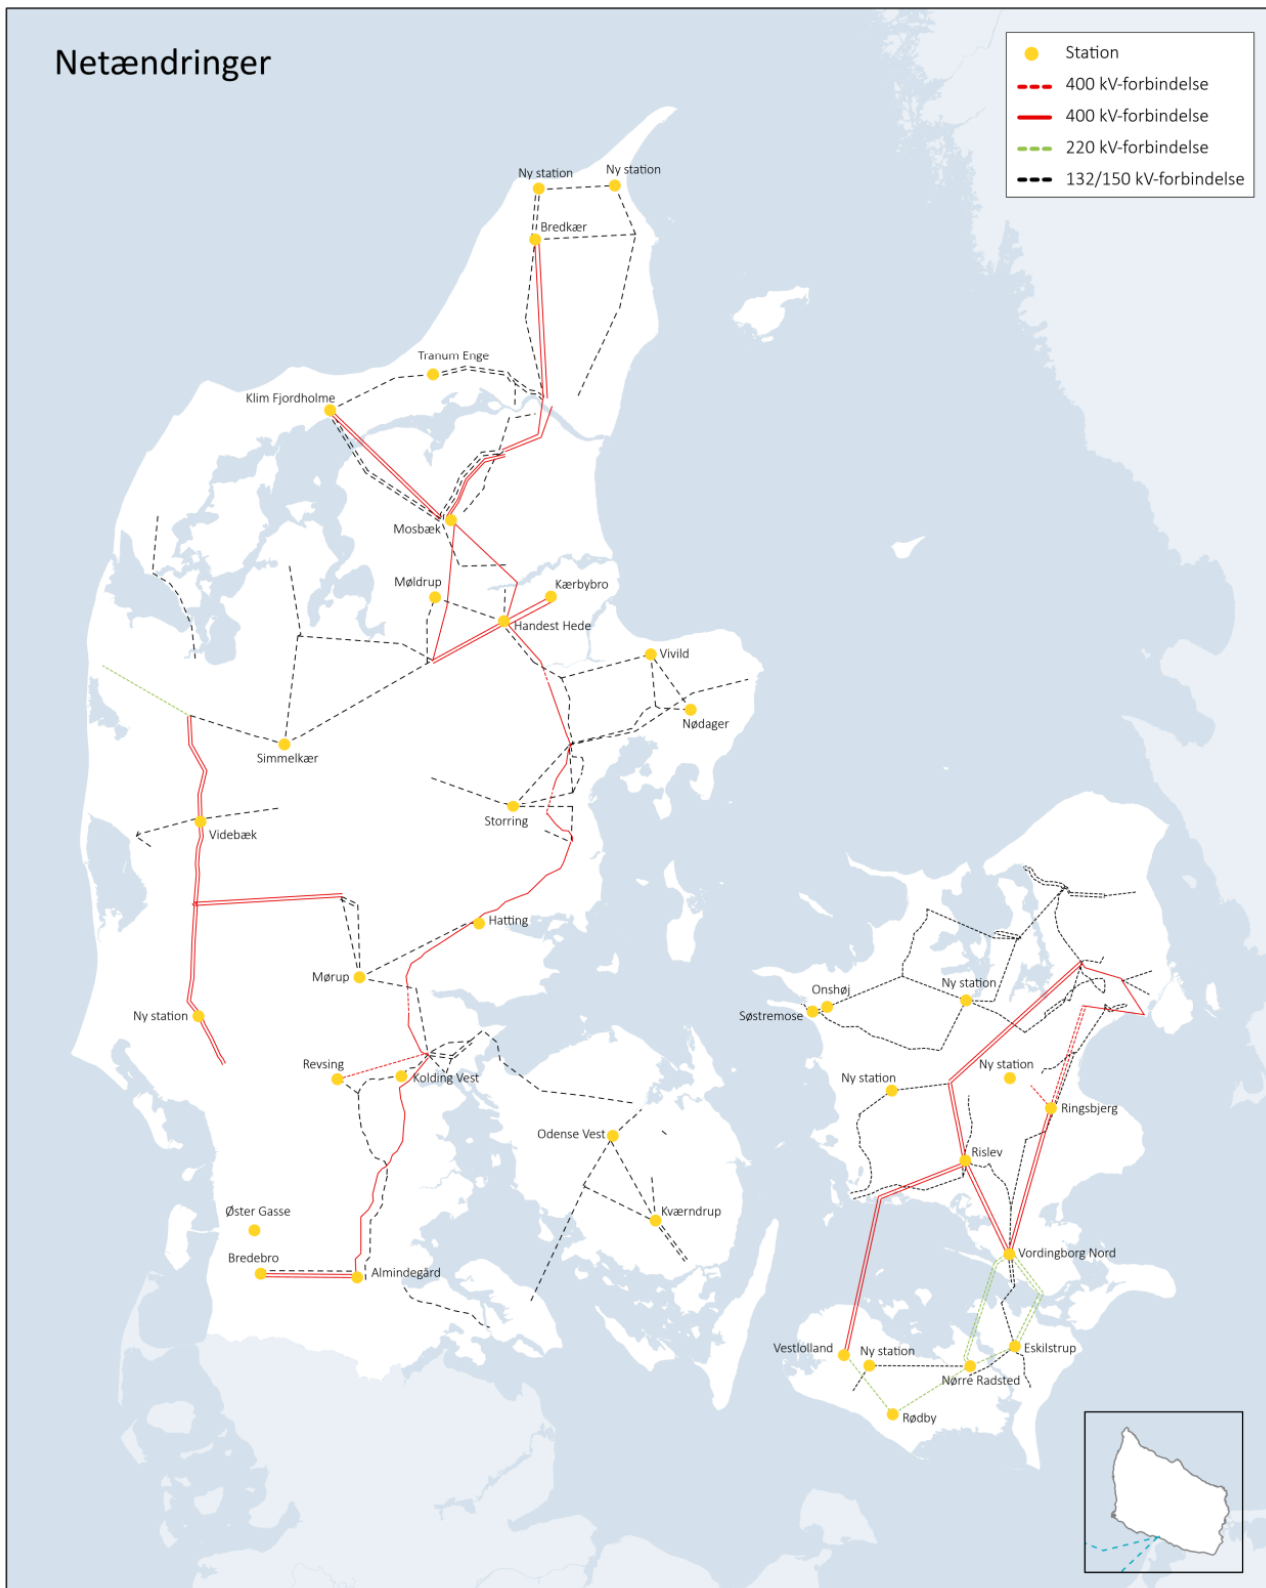 Netændringer
Station
400 kV-forbindelse
400 kV-forbindelse
220 kV-forbindelse
132/150 kV-forbindelse
Ny station
Ny station
Bredkær
Tranum Enge
Klim Fjordholme
Mosbæk
Møldrup
Kærbybro
Handest Hede
Vivild
Nødager
Simmelkær
Storring
Videbæk
Hatting
Mørup
Ny station
Onshøj
Søstremose
Ny station
Revsing
Kolding Vest
Ny station
Ny station
Ringsbjerg
Odense Vest
Rislev
Kværndrup
Øster Gasse
Bredebro
Almindegård
Vordingborg Nord
Vestlolland
Ny station
Eskilstrup
Nørre Radsted
Rødby